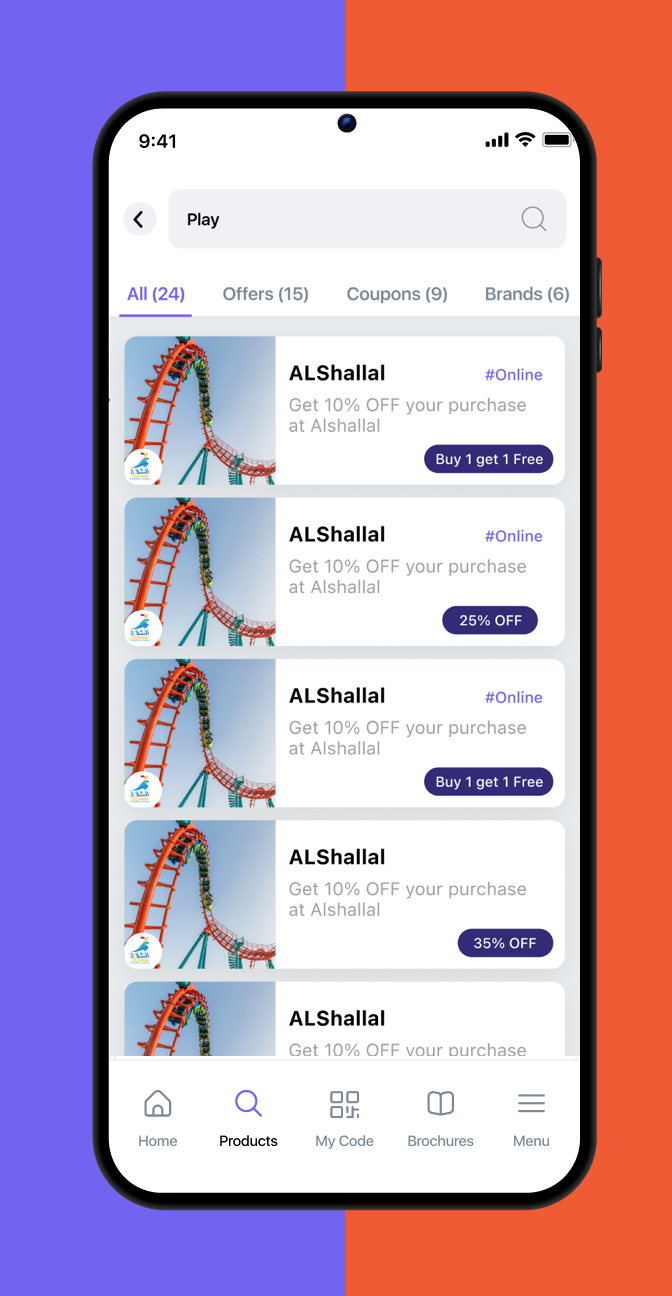 9:41
Play
All (24) Offers (15) Coupons (9) Brands (6)
ALShallal
#Online
Get 10% OFF your purchase
at Alshallal
Buy 1 get 1 Free
ALShallal
#Online
Get 10% OFF your purchase
at Alshallal
25% OFF
ALShallal
#Online
Get 10% OFF your purchase
at Alshallal
Buy 1 get 1 Free
ALShallal
Get 10% OFF your purchase
at Alshallal
35% OFF
ALShallal
Get 10% OFF your purchase
Home Products My Code Brochures Menu